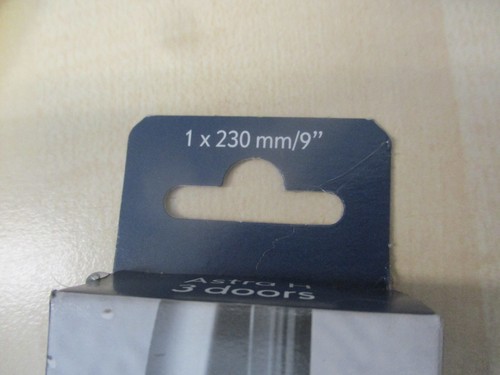 1 x 230 mm/9”
Astra H
3 doors